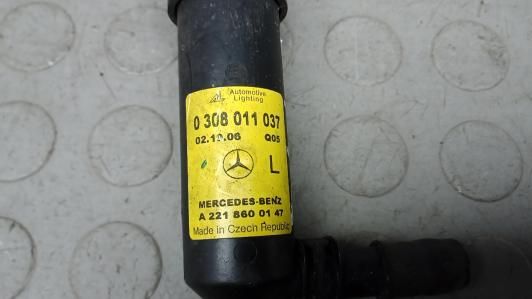 AL Automotive
Lighting
0 308 011 037
02.10.06 Q05
L
MERCEDES-BENZ
A 221 860 01 47
Made in Czech Republic